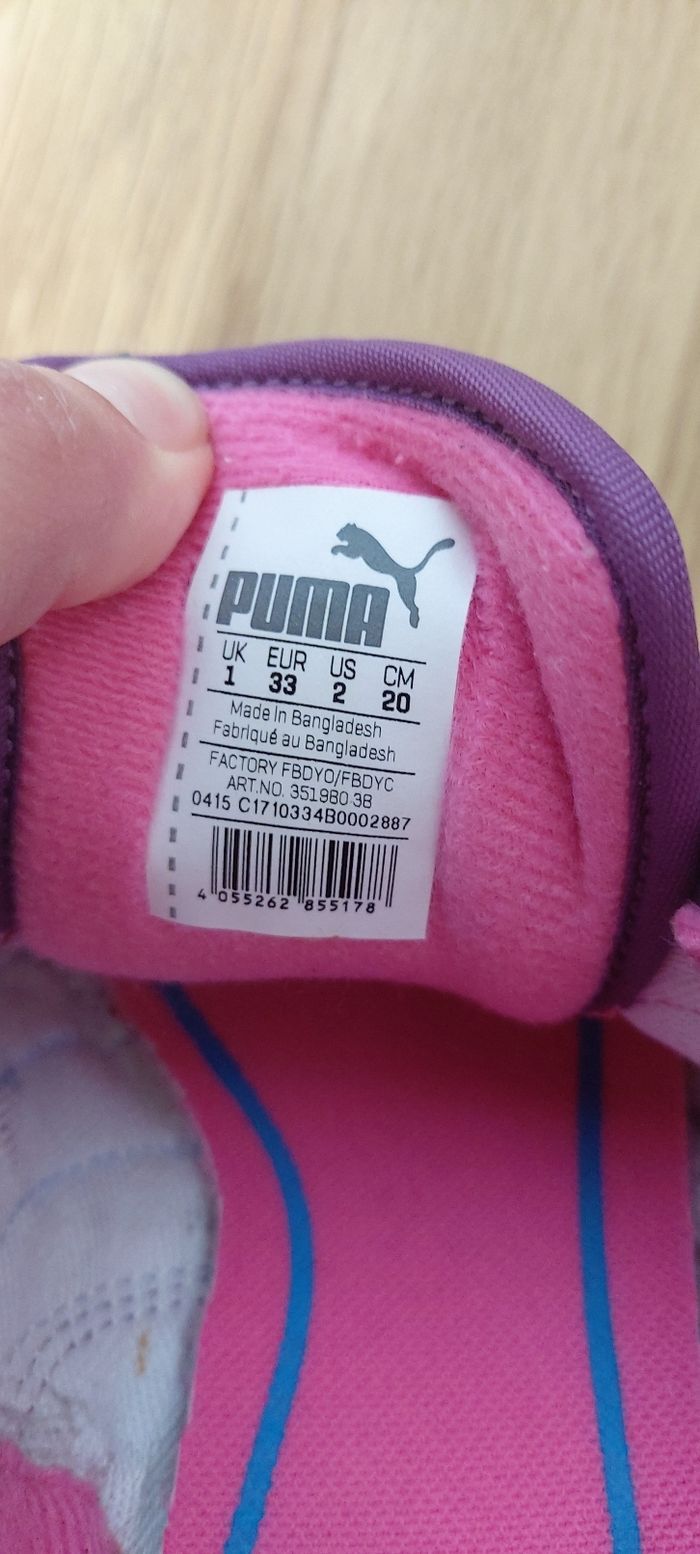 PUMA
UK EUR US CM
1 33 2 20
Made In Bangladesh
Fabriqué au Bangladesh
FACTORY FBDYO/FBDYC
ART.NO. 351980 38
0415 C1710334B0002887
4 055262 855178